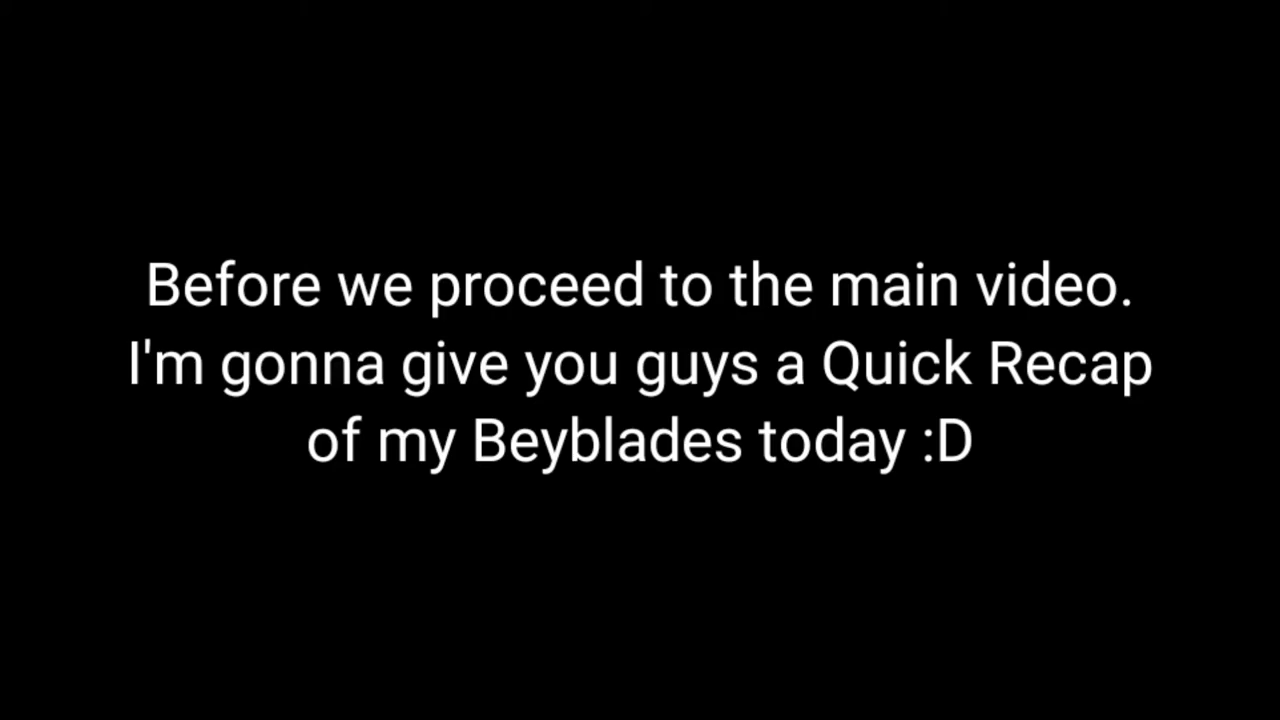 Before we proceed to the main video.
I'm gonna give you guys a Quick Recap
of my Beyblades today :D